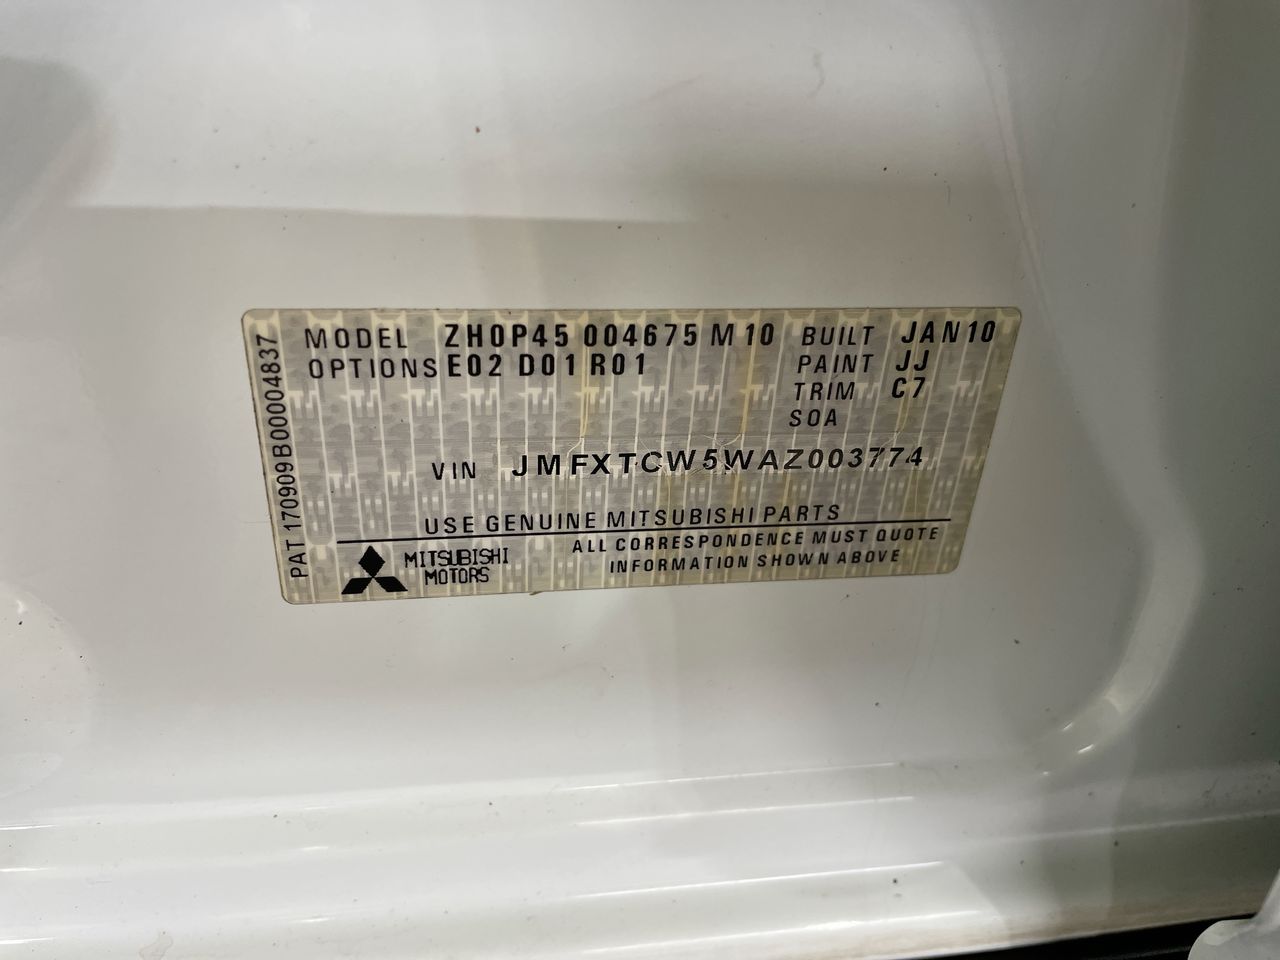 MODEL ZH0P45 004675 M10 BUILT JAN10
OPTIONS E02 D01 R01 PAINT JJ
TRIM C7
SOA
VIN JMFXTCW5WAZ003774
USE GENUINE MITSUBISHI PARTS
MITSUBISHI
MOTORS
ALL CORRESPONDENCE MUST QUOTE
INFORMATION SHOWN ABOVE
PAT 170909B00004837